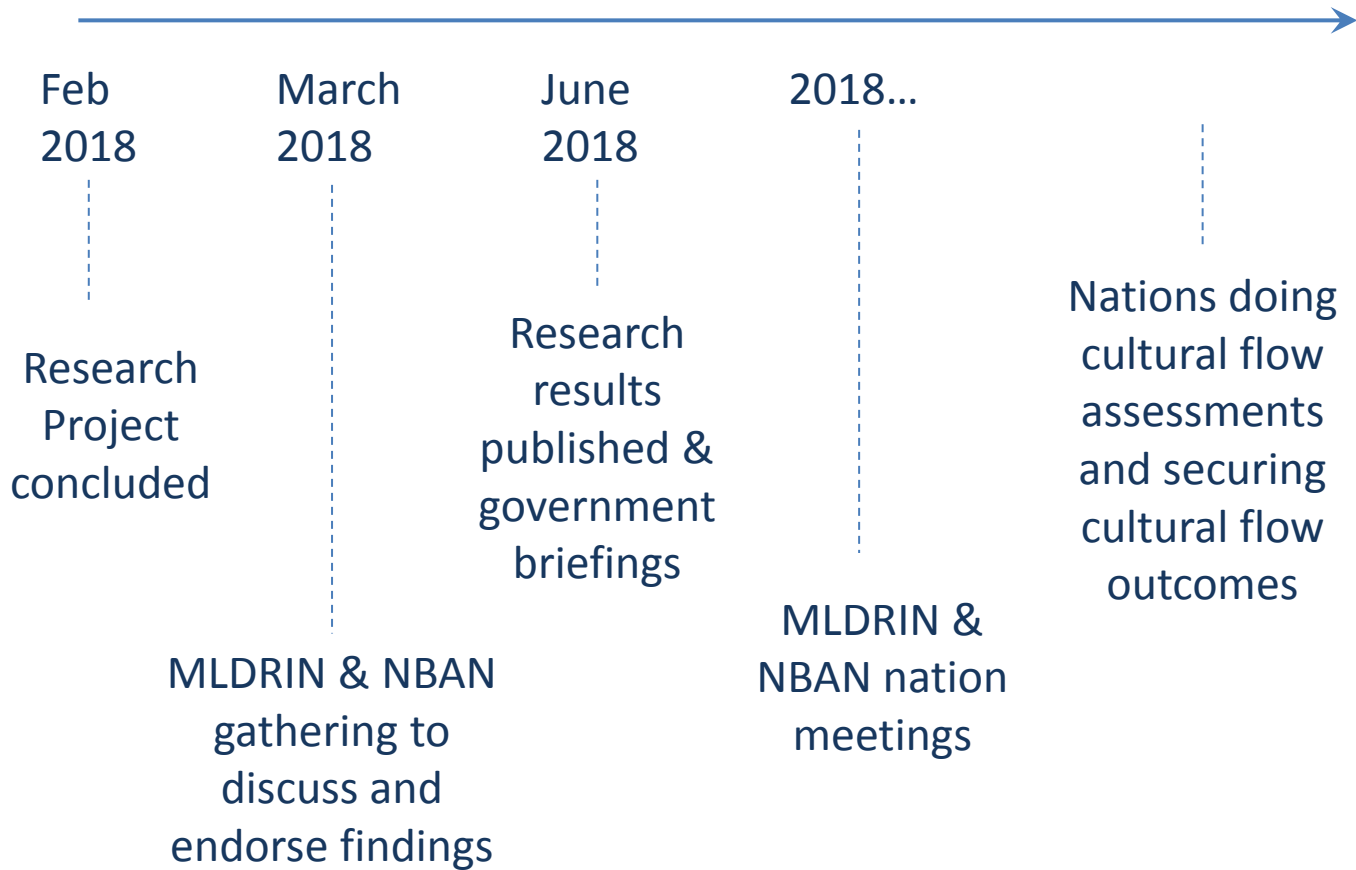 Feb
2018
March
2018
June
2018
2018...
Research
Project
concluded
MLDRIN & NBAN
gathering to
discuss and
endorse findings
Research
results
published &
government
briefings
MLDRIN &
NBAN nation
meetings
Nations doing
cultural flow
assessments
and securing
cultural flow
outcomes